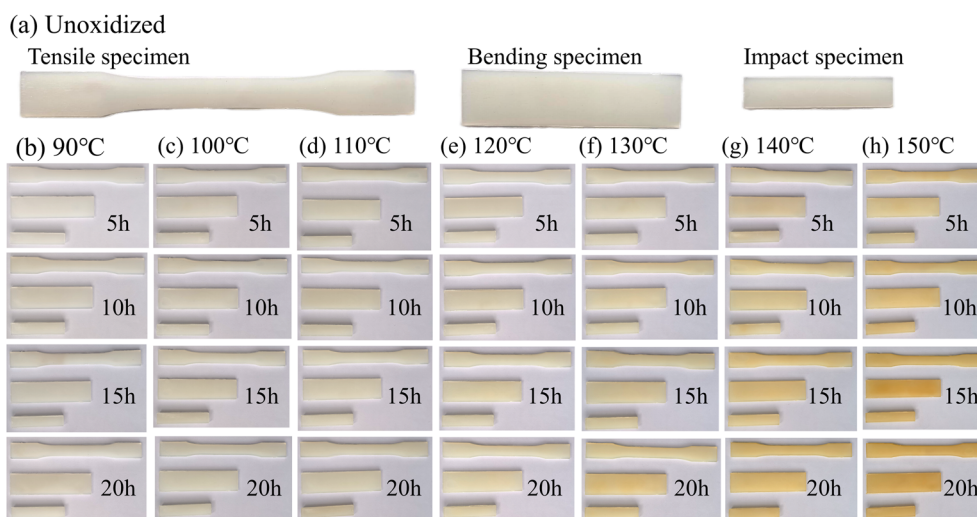 (a) Unoxidized
Tensile specimen
Bending specimen
Impact specimen
(b) 90℃
(c) 100℃
(d) 110℃
(e) 120℃
(f) 130℃
(g) 140℃
(h) 150℃
5h 5h 5h 5h 5h 5h 5h
10h 10h 10h 10h 10h 10h 10h
15h 15h 15h 15h 15h 15h 15h
20h 20h 20h 20h 20h 20h 20h